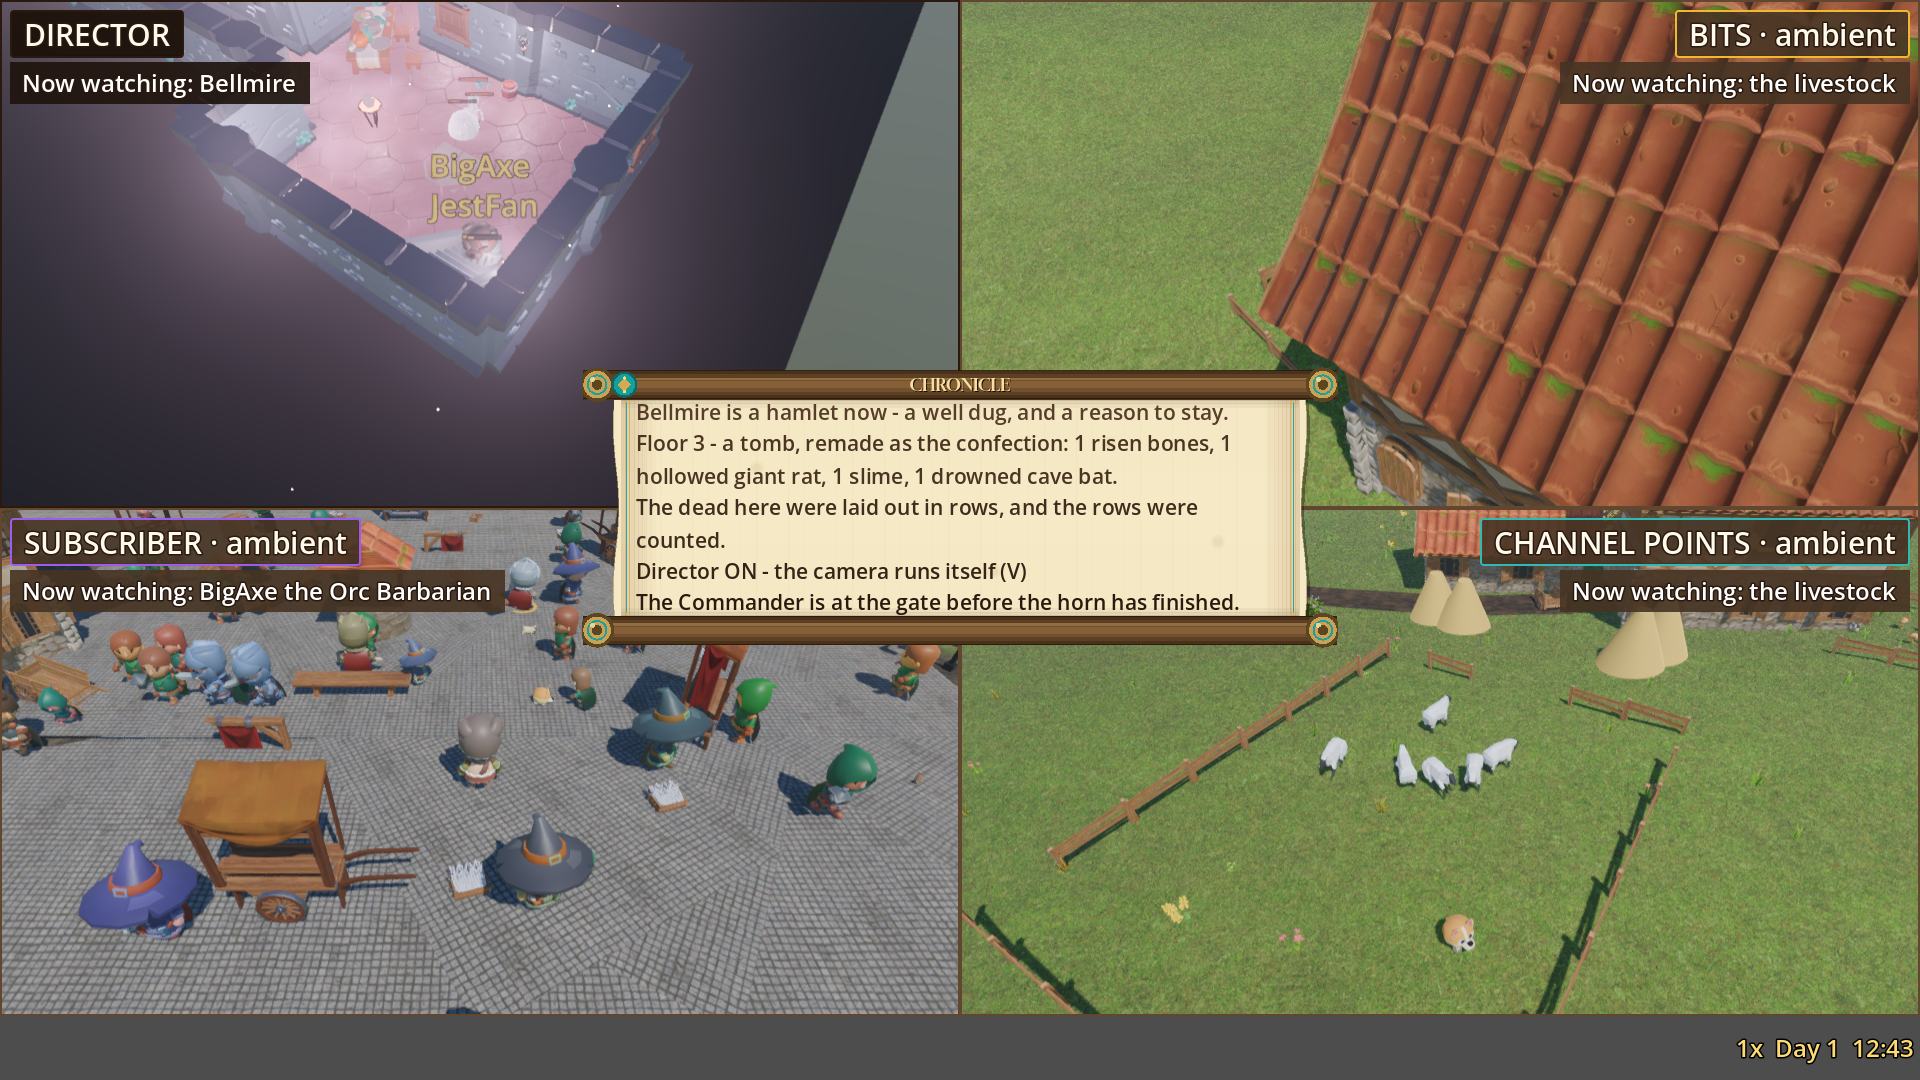 DIRECTOR
Now watching: Bellmire
BigAxe
JestFan
BITS · ambient
Now watching: the livestock
CHRONICLE
Bellmire is a hamlet now - a well dug, and a reason to stay.
Floor 3 - a tomb, remade as the confection: 1 risen bones, 1
hollowed giant rat, 1 slime, 1 drowned cave bat.
The dead here were laid out in rows, and the rows were
counted.
Director ON - the camera runs itself (V)
The Commander is at the gate before the horn has finished.
SUBSCRIBER · ambient
Now watching: BigAxe the Orc Barbarian
CHANNEL POINTS · ambient
Now watching: the livestock
1x Day 1 12:43